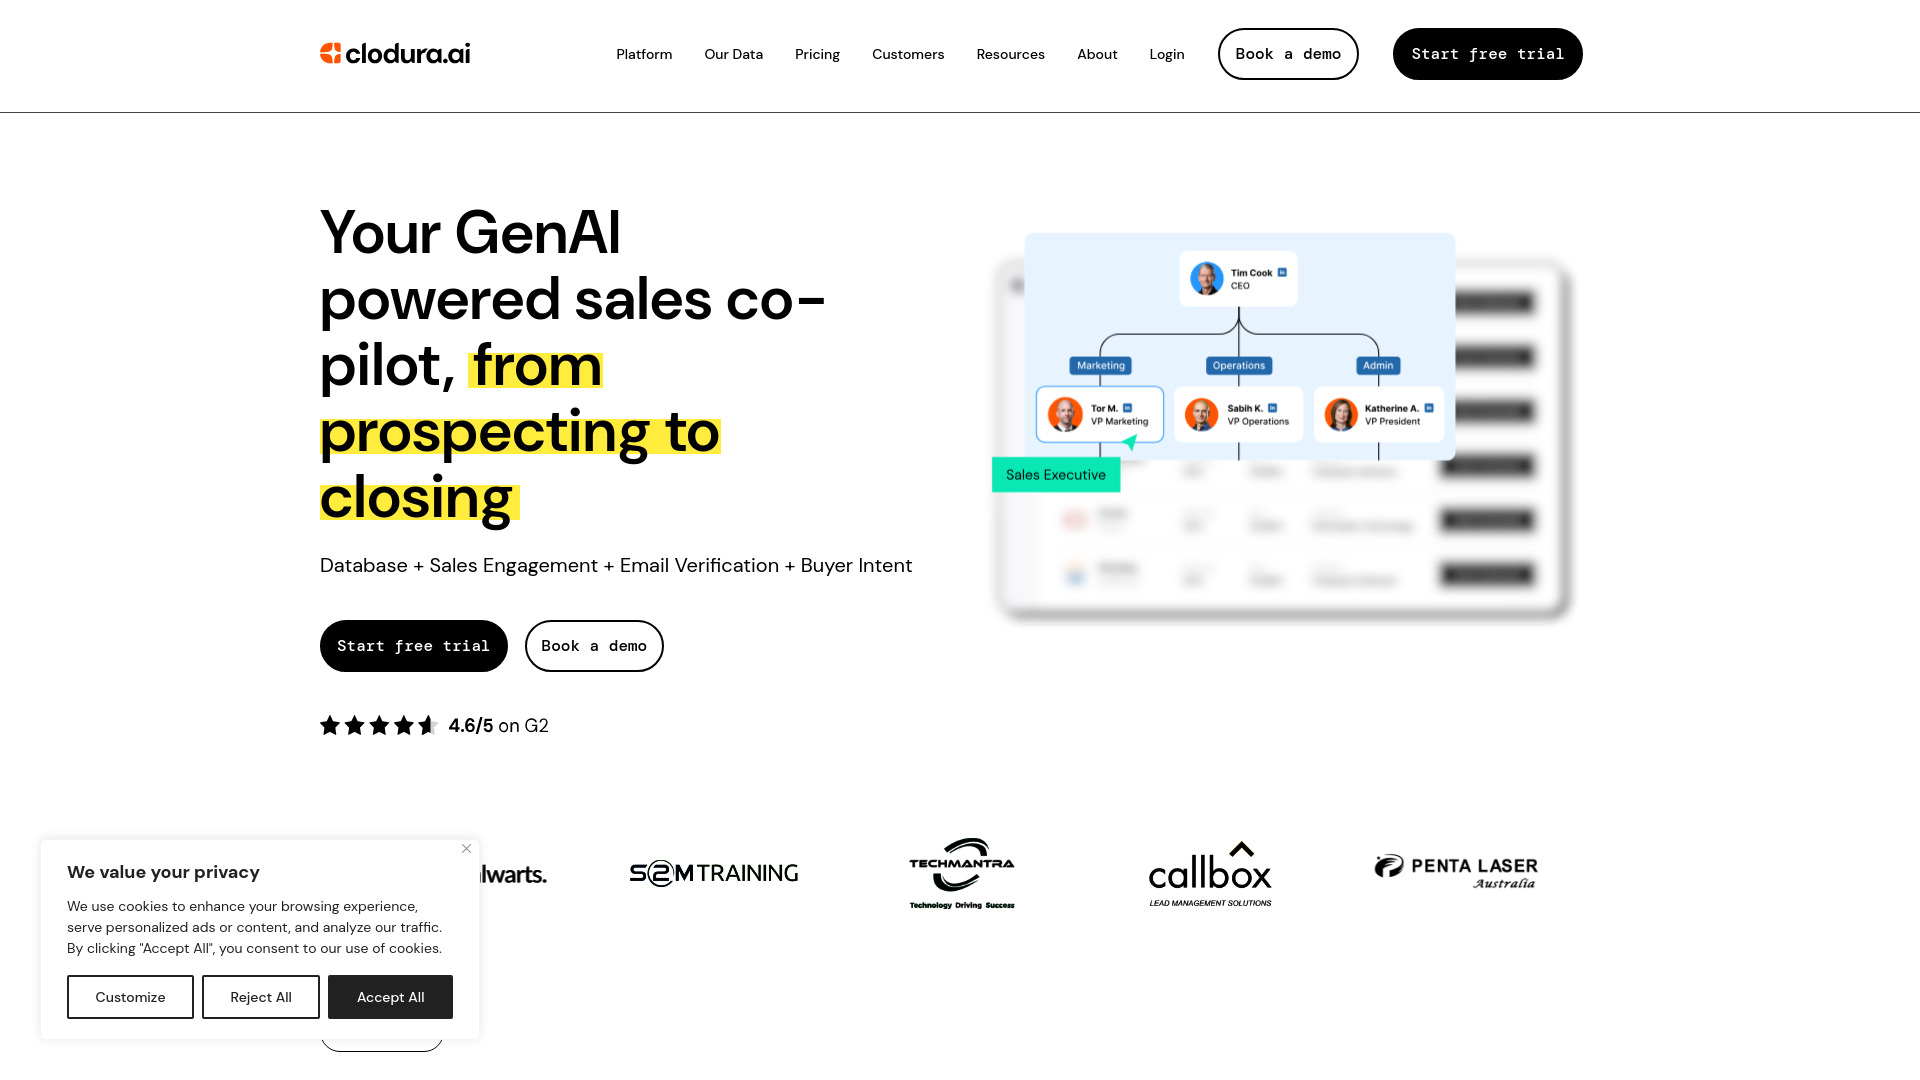 clodura.ai
Platform
Our Data
Pricing
Customers
Resources
About
Login
Book a demo
Start free trial
Your GenAI
powered sales co-
pilot, from
prospecting to
closing
Database + Sales Engagement + Email Verification + Buyer Intent
Start free trial
Book a demo
4.6/5 on G2
Tim Cook in
CEO
Marketing
Operations
Admin
Tor M. in
VP Marketing
Sabih K. in
VP Operations
Katherine A. in
VP President
Sales Executive
lwarts.
S2M TRAINING
TECHMANTRA
Technology Driving Success
callbox
LEAD MANAGEMENT SOLUTIONS
PENTA LASER
Australia
We value your privacy
We use cookies to enhance your browsing experience,
serve personalized ads or content, and analyze our traffic.
By clicking "Accept All", you consent to our use of cookies.
Customize
Reject All
Accept All